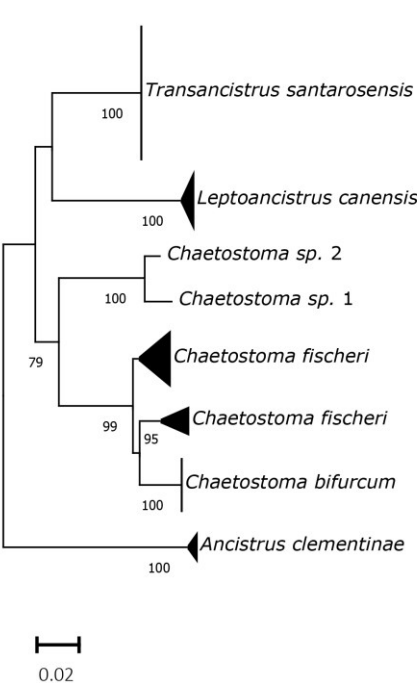 Transancistrus santarosensis
100
Leptoancistrus canensis
100
Chaetostoma sp. 2
Chaetostoma sp. 1
100
Chaetostoma fischeri
79
Chaetostoma fischeri
99
95
Chaetostoma bifurcum
100
Ancistrus clementinae
100
0.02